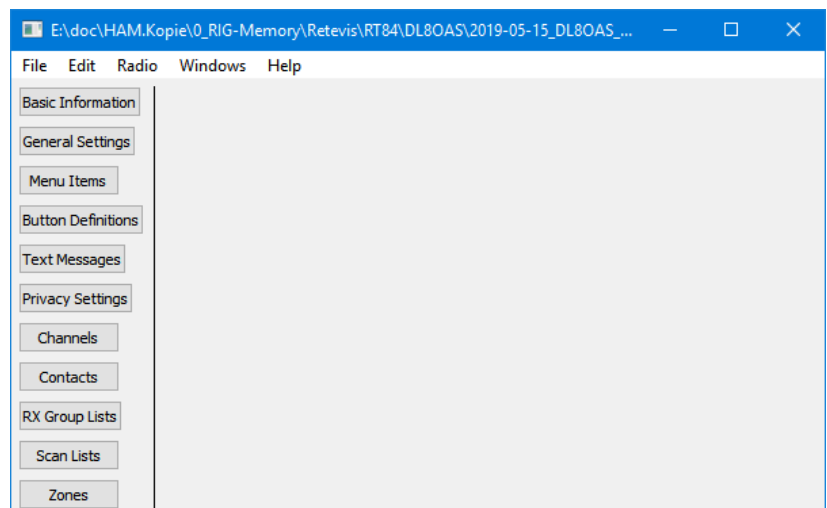 E:\doc\HAM.Kopie\0_RIG-Memory\Retevis\RT84\DL8OAS\2019-05-15_DL8OAS_...
File Edit Radio Windows Help
Basic Information
General Settings
Menu Items
Button Definitions
Text Messages
Privacy Settings
Channels
Contacts
RX Group Lists
Scan Lists
Zones